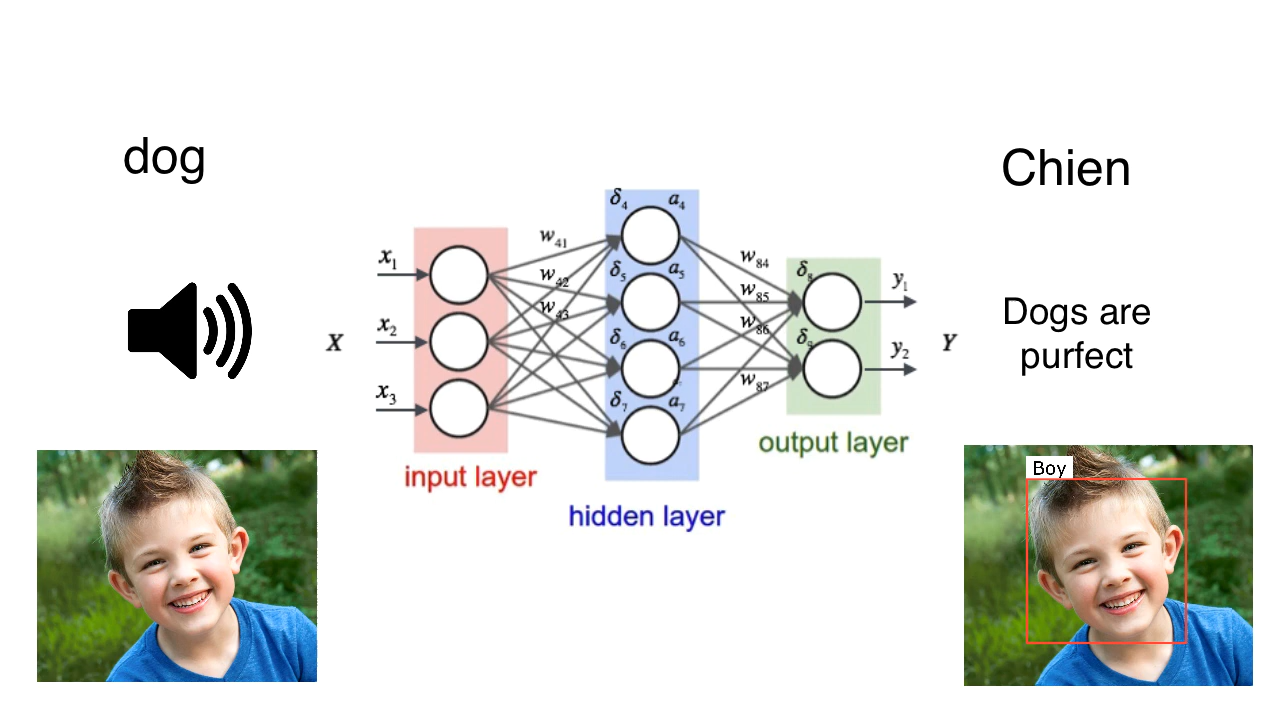 dog
Chien
δ4 a4
w41
w84
x1
δ5 a5
δ8
w42
w85
y1
w43
Dogs are
purfect
x2
w86
X
δ6 a6
δ9
Y
y2
w87
x3
δ7 a7
output layer
input layer
Boy
hidden layer